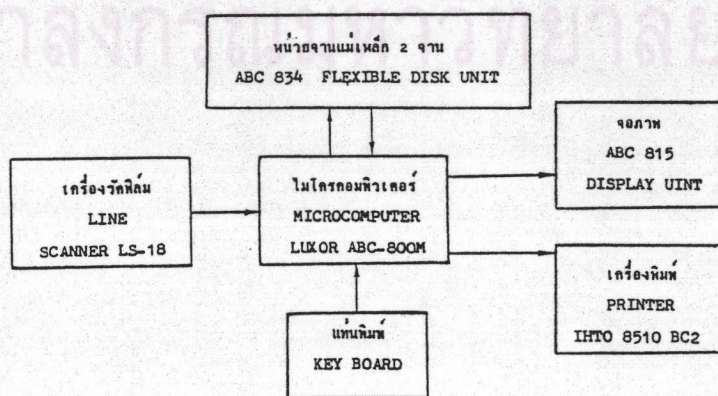 หน่วยจานแม่เหล็ก 2 จาน
ABC 834 FLEXIBLE DISK UNIT
จอภาพ
ABC 815
DISPLAY UINT
เครื่องวัดฟิล์ม
LINE
SCANNER LS-18
ไมโครคอมพิวเตอร์
MICROCOMPUTER
LUXOR ABC-800M
เครื่องพิมพ์
PRINTER
IHTO 8510 BC2
แท่นพิมพ์
KEY BOARD